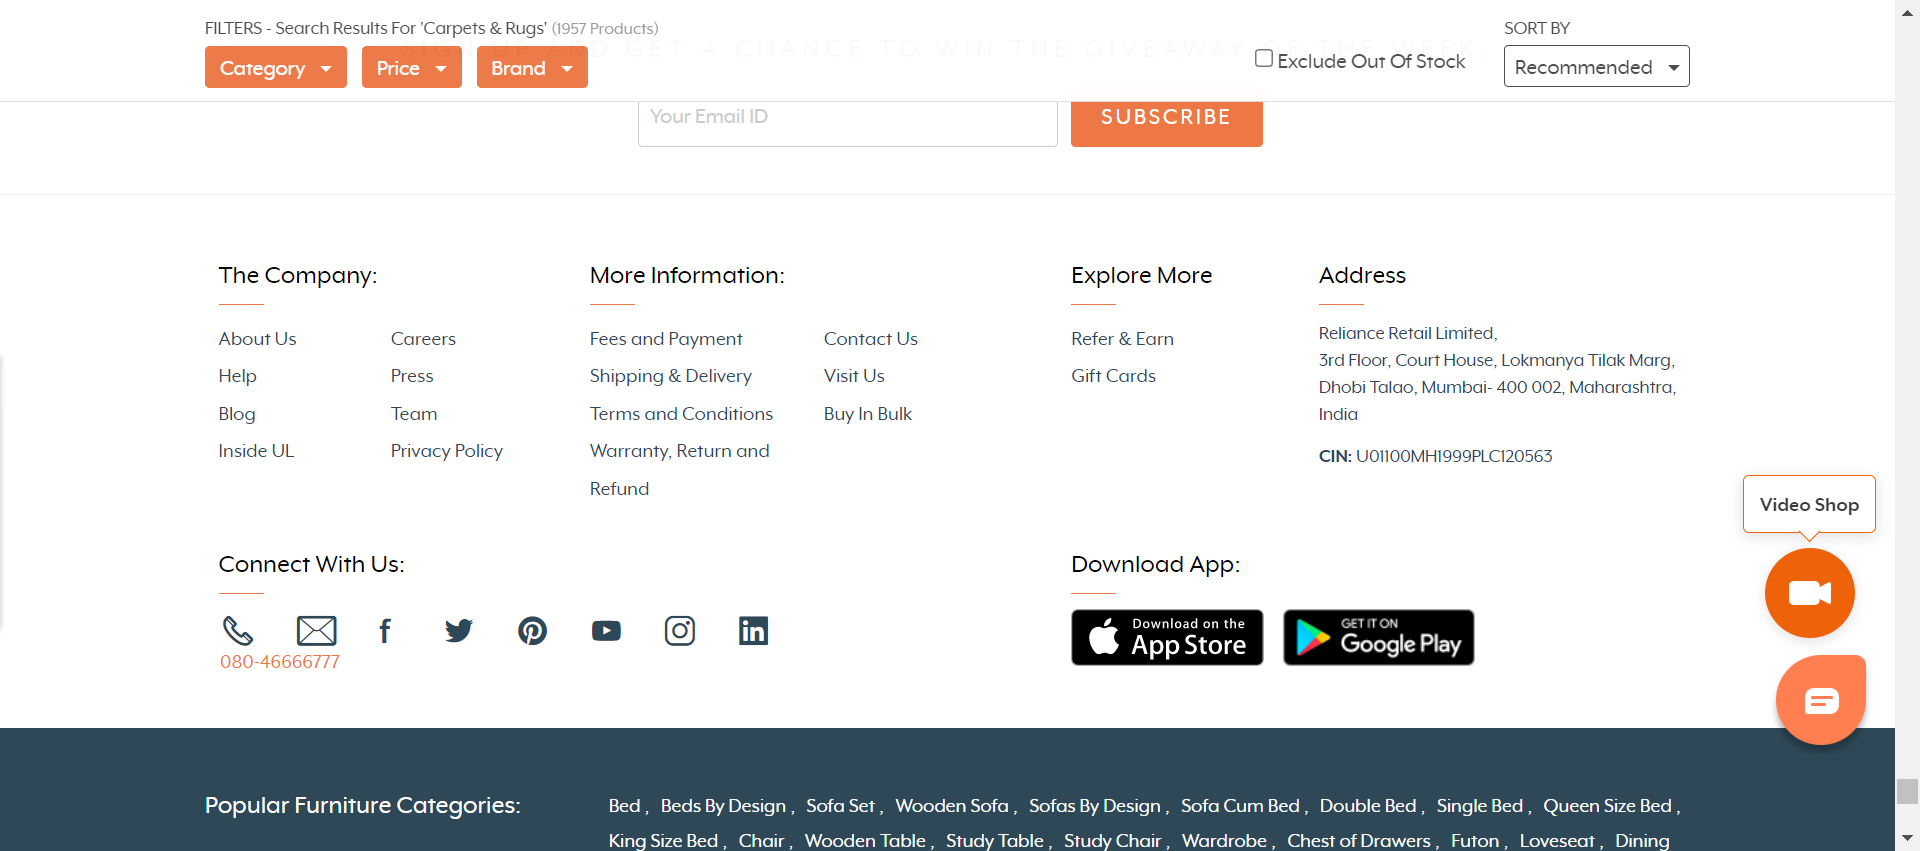 FILTERS - Search Results For 'Carpets & Rugs' (1957 Products)
SIGN UP AND GET A CHANCE TO WIN THE GIVEAWAY OF THE WEEK
Category
Price
Brand
Exclude Out Of Stock
SORT BY
Recommended
Your Email ID
SUBSCRIBE
The Company:
About Us
Careers
Help
Press
Blog
Team
Inside UL
Privacy Policy
More Information:
Fees and Payment
Contact Us
Shipping & Delivery
Visit Us
Terms and Conditions
Buy In Bulk
Warranty, Return and
Refund
Explore More
Refer & Earn
Gift Cards
Address
Reliance Retail Limited,
3rd Floor, Court House, Lokmanya Tilak Marg,
Dhobi Talao, Mumbai- 400 002, Maharashtra,
India
CIN: U01100MH1999PLC120563
Video Shop
Connect With Us:
080-46666777
Download App:
Download on the
App Store
GET IT ON
Google Play
Popular Furniture Categories:
Bed , Beds By Design , Sofa Set , Wooden Sofa , Sofas By Design , Sofa Cum Bed , Double Bed , Single Bed , Queen Size Bed ,
King Size Bed , Chair , Wooden Table , Study Table , Study Chair , Wardrobe , Chest of Drawers , Futon , Loveseat , Dining